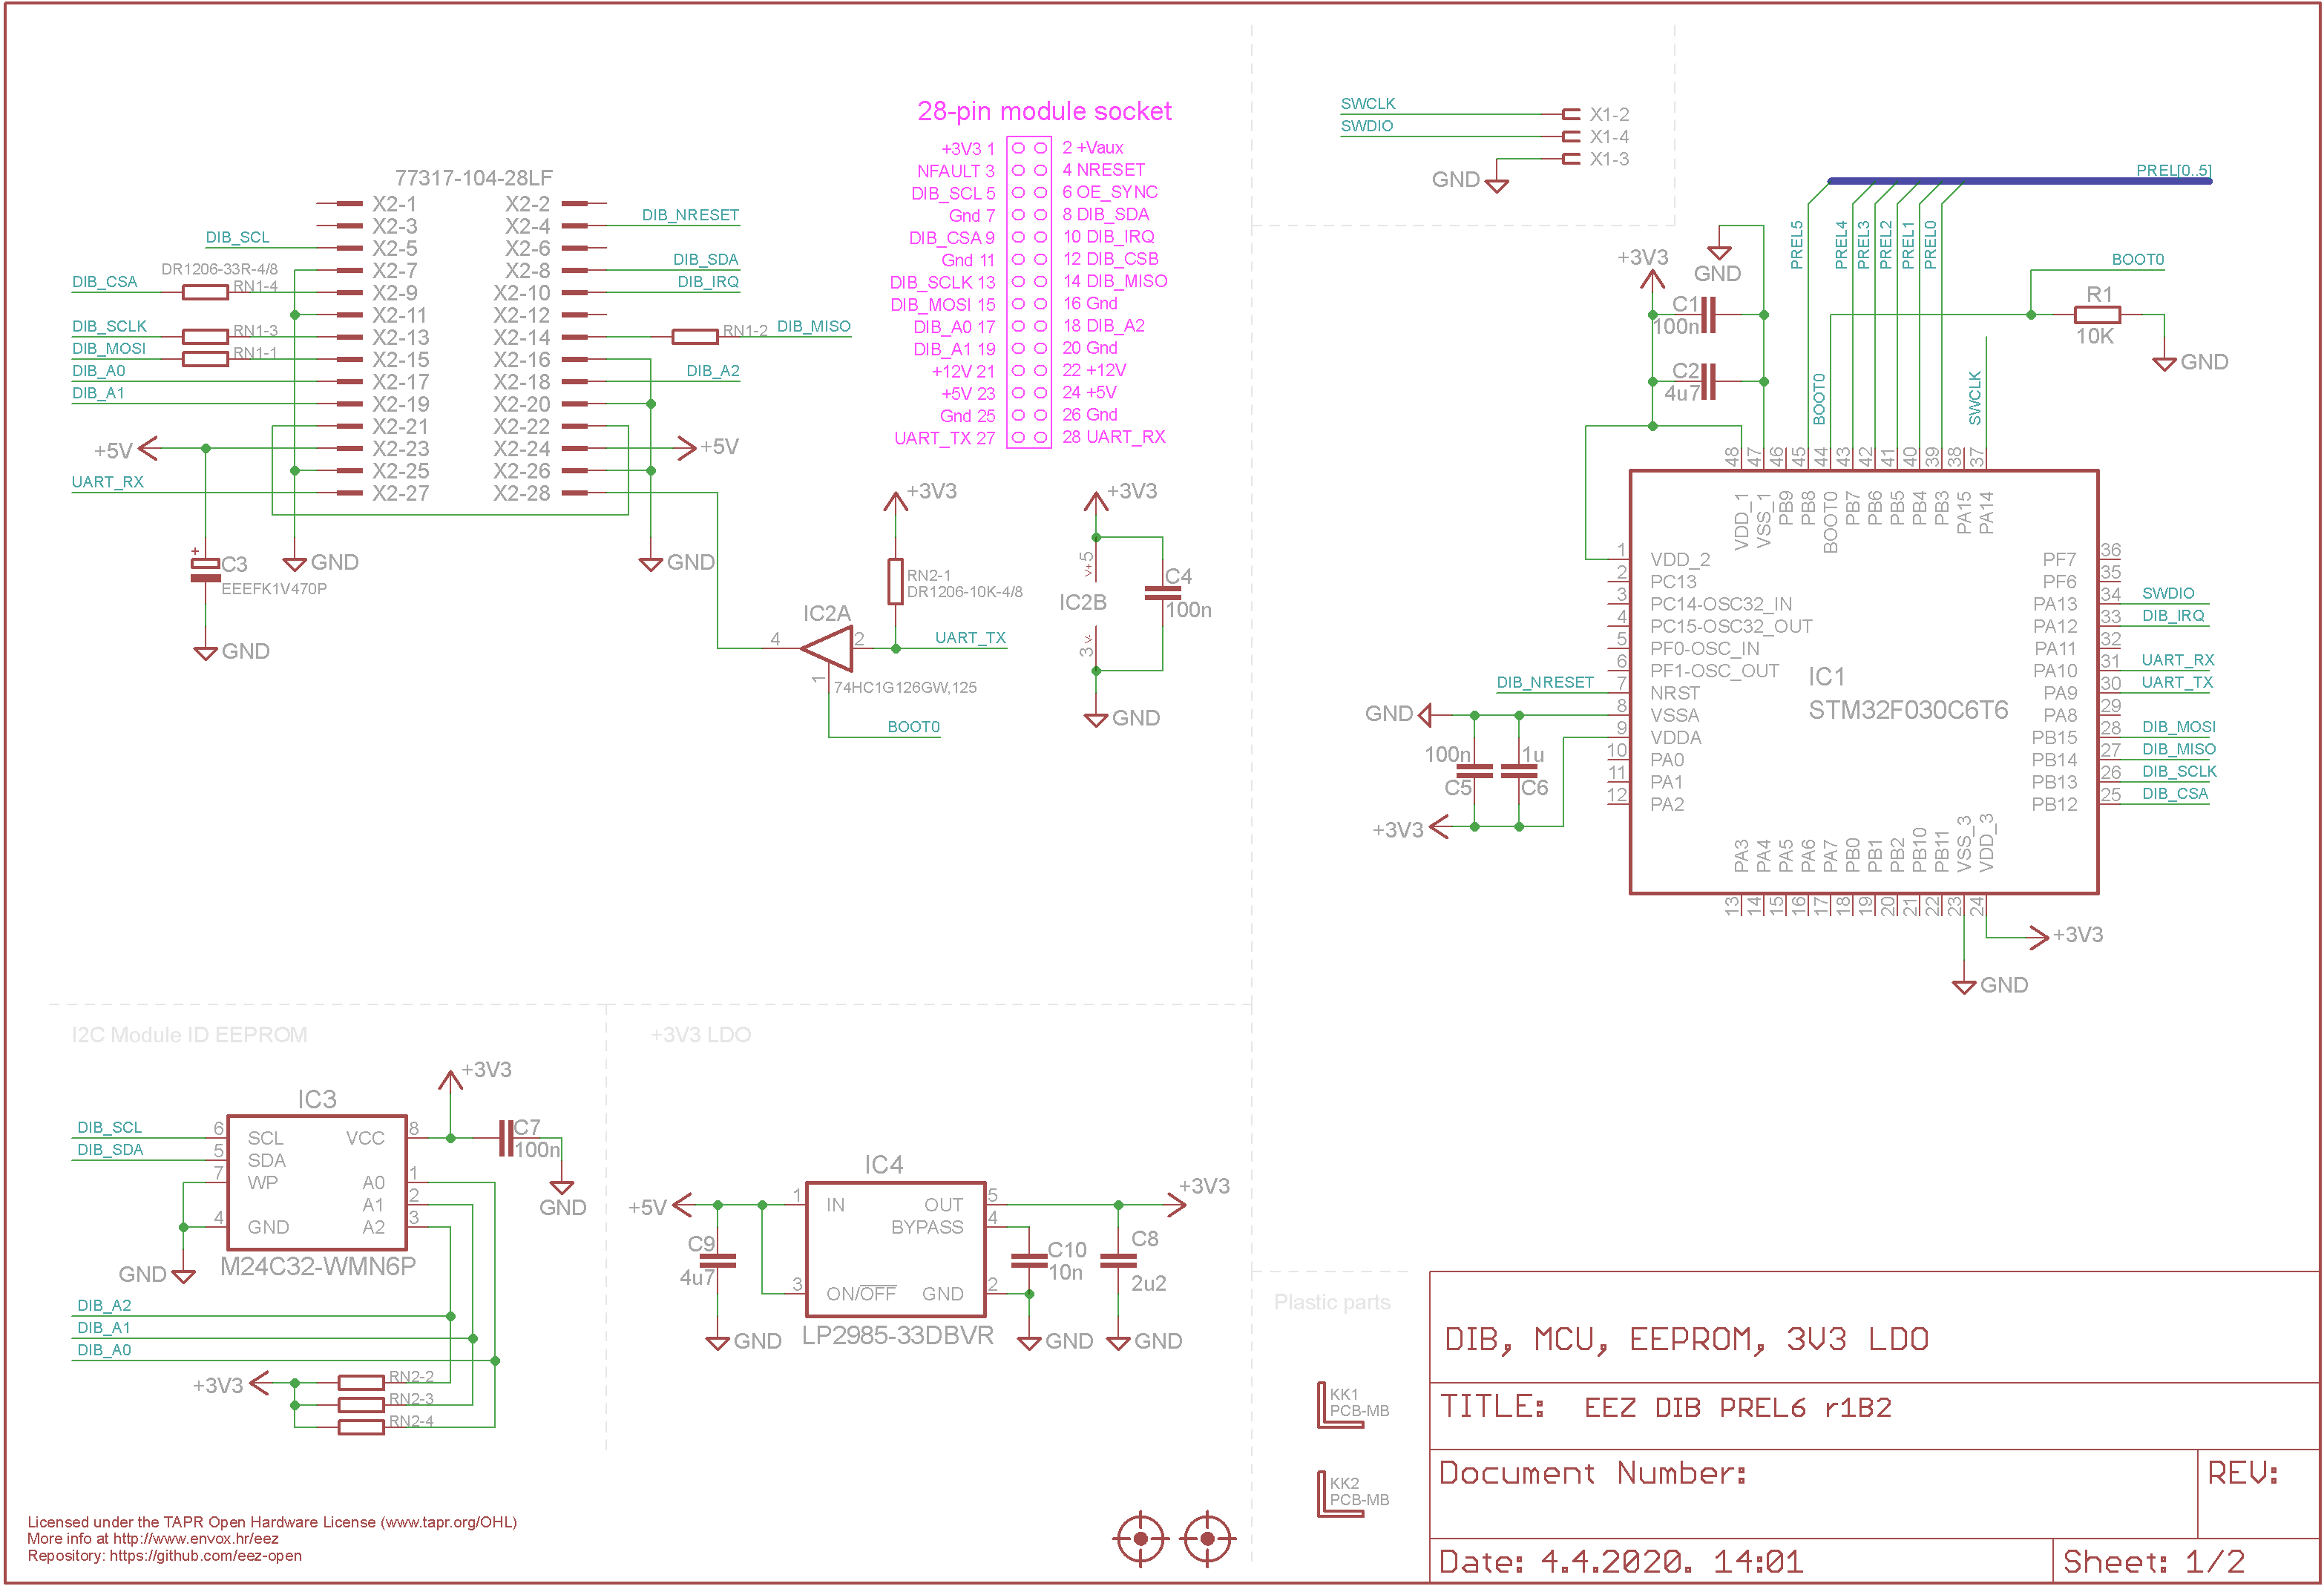 28-pin module socket
+3V3 1 2 +Vaux
NFAULT 3 4 NRESET
DIB_SCL 5 6 OE_SYNC
Gnd 7 8 DIB_SDA
DIB_CSA 9 10 DIB_IRQ
Gnd 11 12 DIB_CSB
DIB_SCLK 13 14 DIB_MISO
DIB_MOSI 15 16 Gnd
DIB_A0 17 18 DIB_A2
DIB_A1 19 20 Gnd
+12V 21 22 +12V
+5V 23 24 +5V
Gnd 25 26 Gnd
UART_TX 27 28 UART_RX
77317-104-28LF
X2-1 X2-2
X2-3 X2-4 DIB_NRESET
DIB_SCL X2-5 X2-6
DR1206-33R-4/8 X2-7 X2-8 DIB_SDA
DIB_CSA RN1-4 X2-9 X2-10 DIB_IRQ
X2-11 X2-12
DIB_SCLK RN1-3 X2-13 X2-14 RN1-2 DIB_MISO
DIB_MOSI RN1-1 X2-15 X2-16
DIB_A0 X2-17 X2-18 DIB_A2
DIB_A1 X2-19 X2-20
X2-21 X2-22
+5V X2-23 X2-24 +5V
X2-25 X2-26
UART_RX X2-27 X2-28
+
C3
EEEFK1V470P
GND
GND
GND
+3V3
RN2-1
DR1206-10K-4/8
IC2A
4 2 UART_TX
1 74HC1G126GW,125
BOOT0
+3V3
V+ 5
IC2B
3 V-
C4
100n
GND
SWCLK X1-2
SWDIO X1-4
X1-3
GND
PREL[0..5]
PREL5 PREL4 PREL3 PREL2 PREL1 PREL0
BOOT0
R1
10K
GND
+3V3
GND
C1
100n
C2
4u7
BOOT0
SWCLK
48 47 46 45 44 43 42 41 40 39 38 37
VDD_1 VSS_1 PB9 PB8 BOOT0 PB7 PB6 PB5 PB4 PB3 PA15 PA14
1 VDD_2 PF7 36
2 PC13 PF6 35
3 PC14-OSC32_IN PA13 34 SWDIO
4 PC15-OSC32_OUT PA12 33 DIB_IRQ
5 PF0-OSC_IN PA11 32
6 PF1-OSC_OUT PA10 31 UART_RX
DIB_NRESET 7 NRST PA9 30 UART_TX
GND 8 VSSA PA8 29
9 VDDA PB15 28 DIB_MOSI
10 PA0 PB14 27 DIB_MISO
11 PA1 PB13 26 DIB_SCLK
12 PA2 PB12 25 DIB_CSA
IC1
STM32F030C6T6
100n 1u
C5 C6
+3V3
PA3 PA4 PA5 PA6 PA7 PB0 PB1 PB2 PB10 PB11 VSS_3 VDD_3
13 14 15 16 17 18 19 20 21 22 23 24
+3V3
GND
I2C Module ID EEPROM
+3V3
IC3
DIB_SCL 6 SCL VCC 8
DIB_SDA 5 SDA
7 WP A0 1
A1 2
4 GND A2 3
M24C32-WMN6P
C7
100n
GND
GND
DIB_A2
DIB_A1
DIB_A0
+3V3
RN2-2
RN2-3
RN2-4
+3V3 LDO
IC4
+5V 1 IN OUT 5 +3V3
BYPASS 4
3 ON/OFF GND 2
LP2985-33DBVR
C9
4u7
C10
10n
C8
2u2
GND
GND
GND
Plastic parts
KK1
PCB-MB
KK2
PCB-MB
DIB, MCU, EEPROM, 3V3 LDO
TITLE: EEZ DIB PREL6 r1B2
Document Number: REV:
Date: 4.4.2020. 14:01 Sheet: 1/2
Licensed under the TAPR Open Hardware License (www.tapr.org/OHL)
More info at http://www.envox.hr/eez
Repository: https://github.com/eez-open